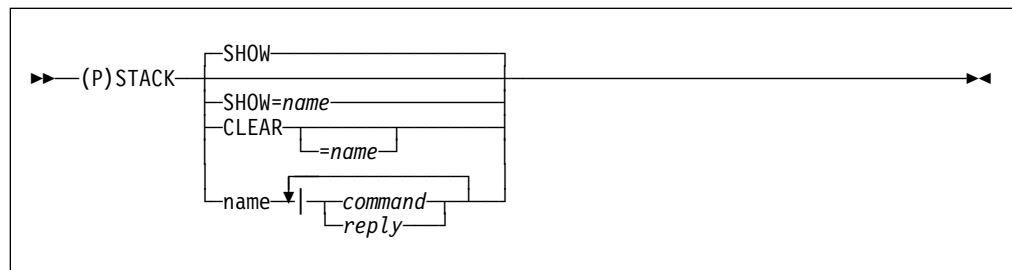 SHOW
(P)STACK
SHOW=name
CLEAR
=name
name | command
reply